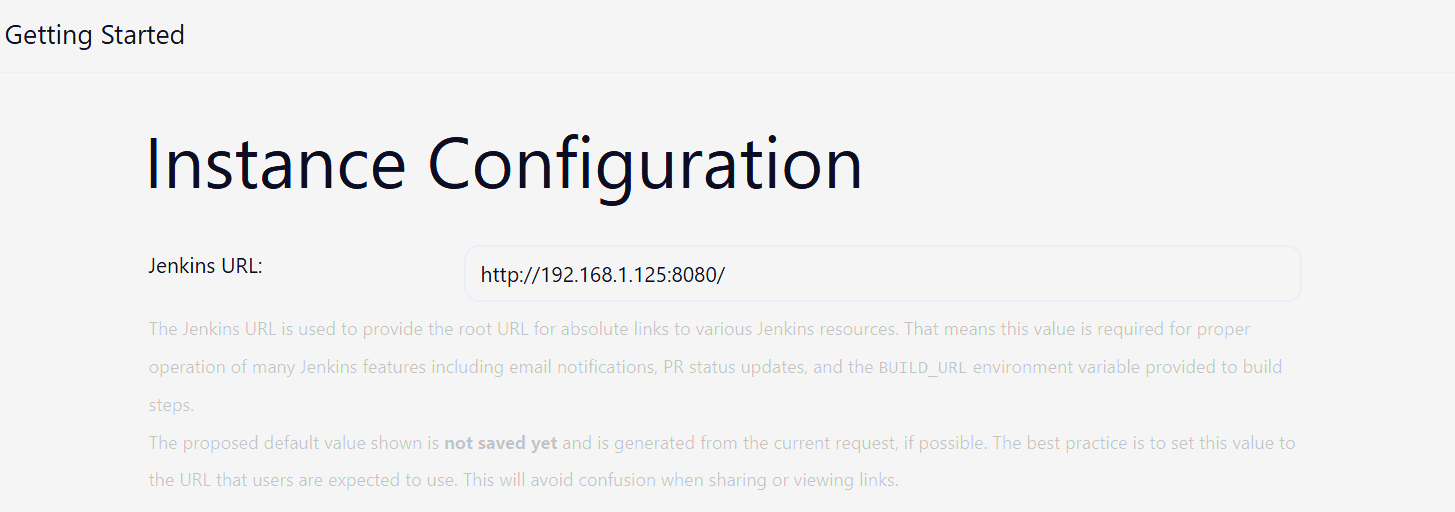 Getting Started
Instance Configuration
Jenkins URL:
http://192.168.1.125:8080/
The Jenkins URL is used to provide the root URL for absolute links to various Jenkins resources. That means this value is required for proper
operation of many Jenkins features including email notifications, PR status updates, and the BUILD_URL environment variable provided to build
steps.
The proposed default value shown is not saved yet and is generated from the current request, if possible. The best practice is to set this value to
the URL that users are expected to use. This will avoid confusion when sharing or viewing links.